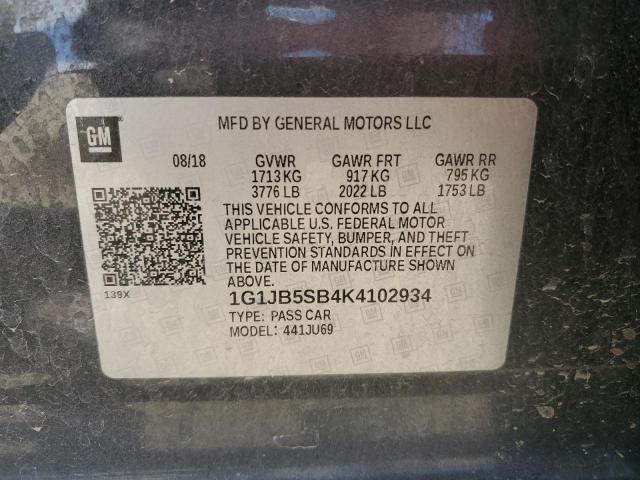 GM
MFD BY GENERAL MOTORS LLC
08/18 GVWR GAWR FRT GAWR RR
1713 KG 917 KG 795 KG
3776 LB 2022 LB 1753 LB
THIS VEHICLE CONFORMS TO ALL
APPLICABLE U.S. FEDERAL MOTOR
VEHICLE SAFETY, BUMPER, AND THEFT
PREVENTION STANDARDS IN EFFECT ON
THE DATE OF MANUFACTURE SHOWN
ABOVE.
139X
1G1JB5SB4K4102934
TYPE: PASS CAR
MODEL: 441JU69